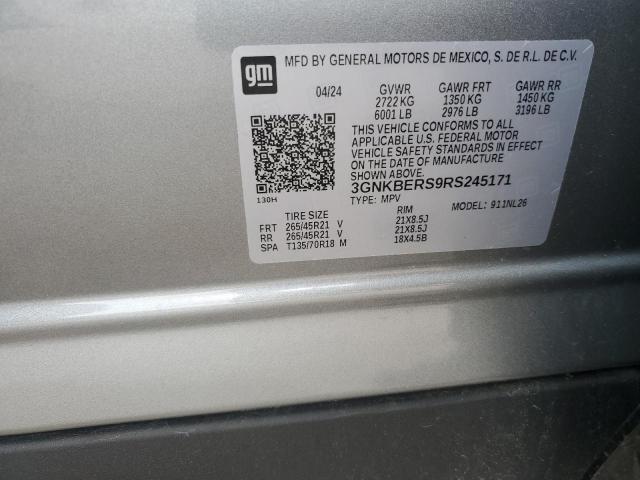 gm
MFD BY GENERAL MOTORS DE MEXICO, S. DE R.L. DE C.V.
04/24 GVWR GAWR FRT GAWR RR
2722 KG 1350 KG 1450 KG
6001 LB 2976 LB 3196 LB
THIS VEHICLE CONFORMS TO ALL
APPLICABLE U.S. FEDERAL MOTOR
VEHICLE SAFETY STANDARDS IN EFFECT
ON THE DATE OF MANUFACTURE
SHOWN ABOVE.
3GNKBERS9RS245171
TYPE: MPV MODEL: 911NL26
130H
TIRE SIZE RIM
FRT 265/45R21 V 21X8.5J
RR 265/45R21 V 21X8.5J
SPA T135/70R18 M 18X4.5B